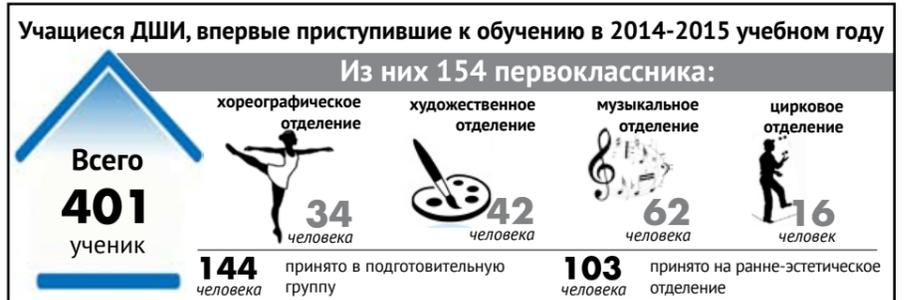 Учащиеся ДШИ, впервые приступившие к обучению в 2014-2015 учебном году
Из них 154 первоклассника:
Всего
401
ученик
хореографическое
отделение
34
человека
художественное
отделение
42
человека
музыкальное
отделение
62
человека
цирковое
отделение
16
человек
144
человека
принято в подготовительную
группу
103
человека
принято на ранне-эстетическое
отделение